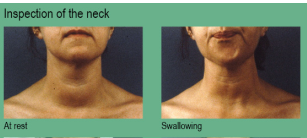 Inspection of the neck
At rest
Swallowing